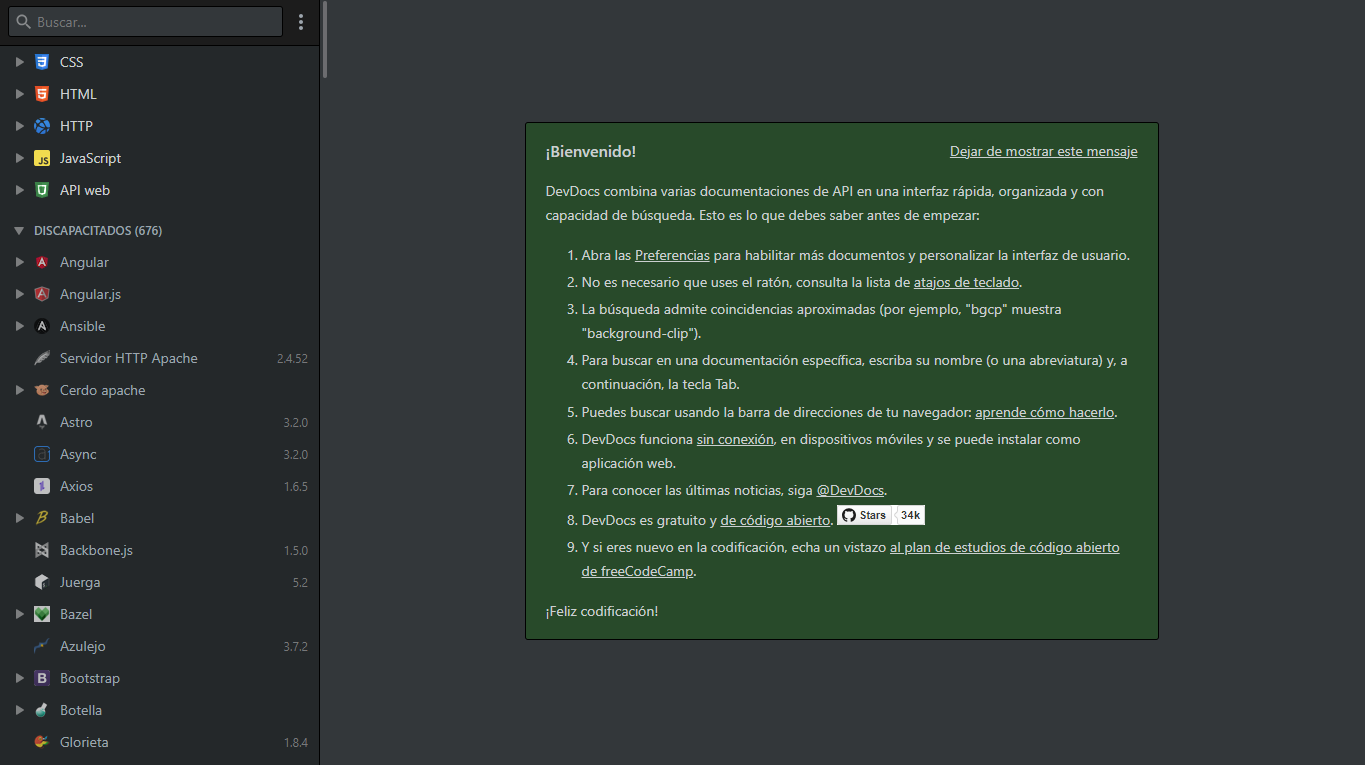 Buscar...
CSS
HTML
HTTP
JavaScript
API web
DISCAPACITADOS (676)
Angular
Angular.js
Ansible
Servidor HTTP Apache 2.4.52
Cerdo apache
Astro 3.2.0
Async 3.2.0
Axios 1.6.5
Babel
Backbone.js 1.5.0
Juerga 5.2
Bazel
Azulejo 3.7.2
Bootstrap
Botella
Glorieta 1.8.4
¡Bienvenido! Dejar de mostrar este mensaje
DevDocs combina varias documentaciones de API en una interfaz rápida, organizada y con
capacidad de búsqueda. Esto es lo que debes saber antes de empezar:
1. Abra las Preferencias para habilitar más documentos y personalizar la interfaz de usuario.
2. No es necesario que uses el ratón, consulta la lista de atajos de teclado.
3. La búsqueda admite coincidencias aproximadas (por ejemplo, "bgcp" muestra
"background-clip").
4. Para buscar en una documentación específica, escriba su nombre (o una abreviatura) y, a
continuación, la tecla Tab.
5. Puedes buscar usando la barra de direcciones de tu navegador: aprende cómo hacerlo.
6. DevDocs funciona sin conexión, en dispositivos móviles y se puede instalar como
aplicación web.
7. Para conocer las últimas noticias, siga @DevDocs.
8. DevDocs es gratuito y de código abierto. Stars 34k
9. Y si eres nuevo en la codificación, echa un vistazo al plan de estudios de código abierto
de freeCodeCamp.
¡Feliz codificación!